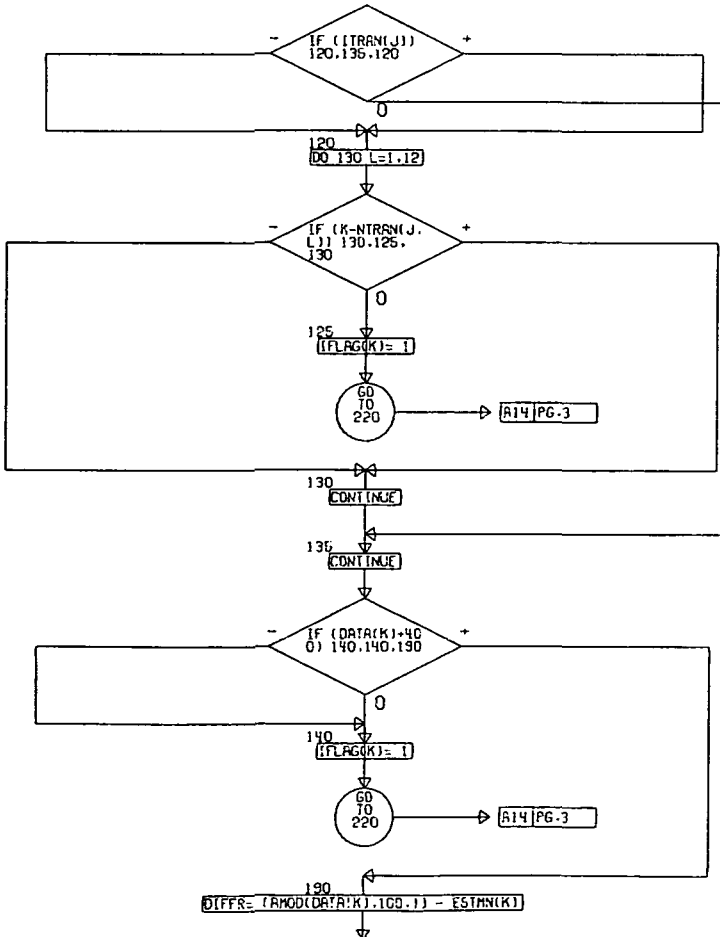 IF (ITRAN(J))
120,135,120
-
+
0
120
DO 130 L=1,12
IF (K-NTRAN(J,
L)) 130,125,
130
-
+
0
125
IFLAG(K)= 1
GO
TO
220
A14 PG.3
130
CONTINUE
135
CONTINUE
IF (DATA(K)+40
0) 140,140,190
-
+
0
140
IFLAG(K)= 1
GO
TO
220
A14 PG.3
190
DIFFR= (AMOD(DATA(K),100.)) - ESTMN(K)